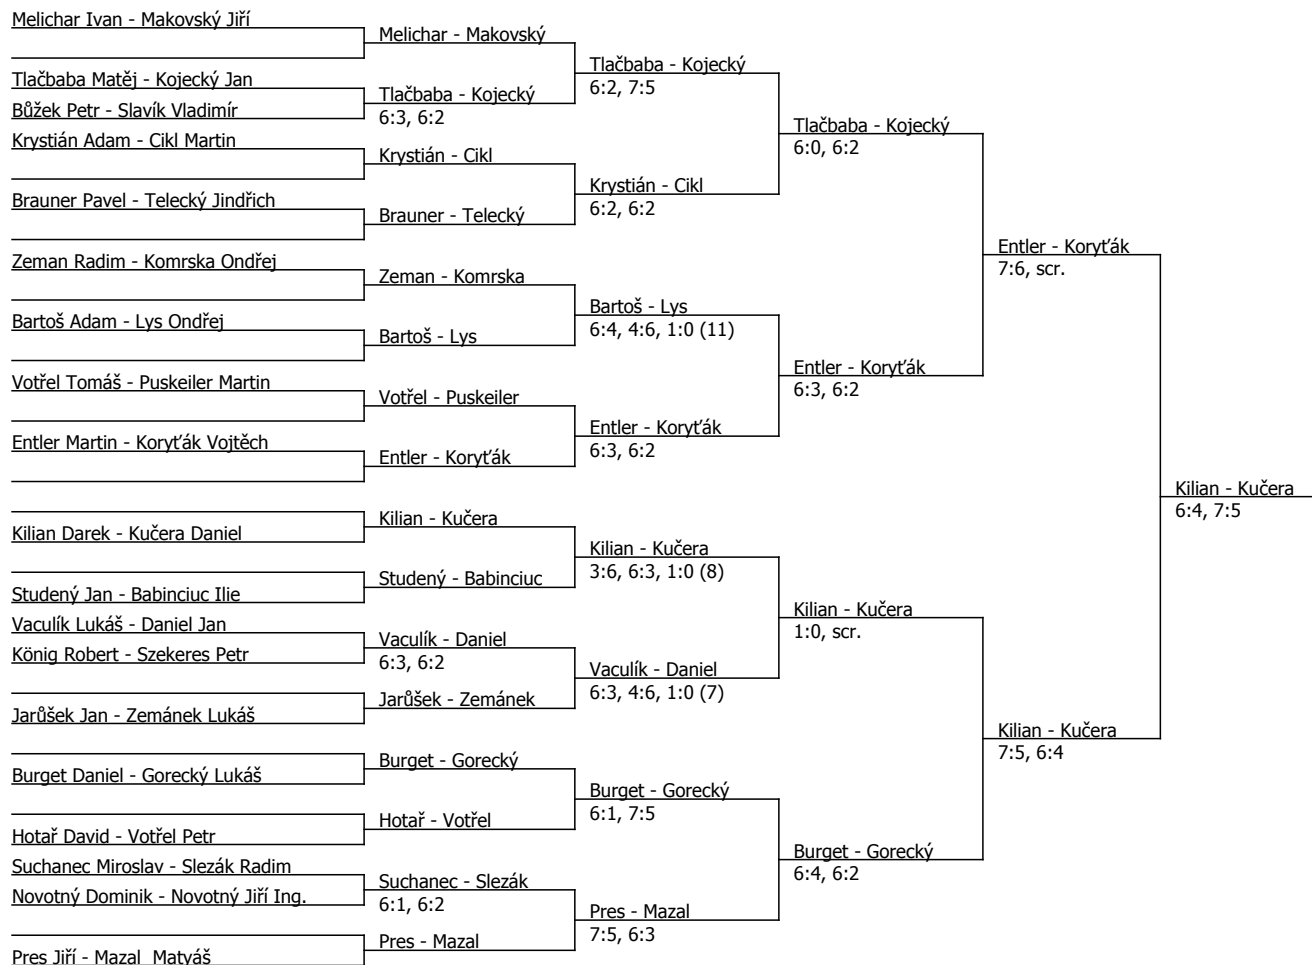 Melichar Ivan - Makovský Jiří
Tlačbaba Matěj - Kojecký Jan
Bůžek Petr - Slavík Vladimír
Krystián Adam - Cikl Martin
Brauner Pavel - Telecký Jindřich
Zeman Radim - Komrska Ondřej
Bartoš Adam - Lys Ondřej
Votřel Tomáš - Puskeiler Martin
Entler Martin - Koryťák Vojtěch
Kilian Darek - Kučera Daniel
Studený Jan - Babinciuc Ilie
Vaculík Lukáš - Daniel Jan
König Robert - Szekeres Petr
Jarůšek Jan - Zemánek Lukáš
Burget Daniel - Gorecký Lukáš
Hotař David - Votřel Petr
Suchanec Miroslav - Slezák Radim
Novotný Dominik - Novotný Jiří Ing.
Pres Jiří - Mazal Matyáš
Melichar - Makovský
Tlačbaba - Kojecký
6:3, 6:2
Krystián - Cikl
Brauner - Telecký
Zeman - Komrska
Bartoš - Lys
Votřel - Puskeiler
Entler - Koryťák
Kilian - Kučera
Studený - Babinciuc
Vaculík - Daniel
6:3, 6:2
Jarůšek - Zemánek
Burget - Gorecký
Hotař - Votřel
Suchanec - Slezák
6:1, 6:2
Pres - Mazal
Tlačbaba - Kojecký
6:2, 7:5
Krystián - Cikl
6:2, 6:2
Bartoš - Lys
6:4, 4:6, 1:0 (11)
Entler - Koryťák
6:3, 6:2
Kilian - Kučera
3:6, 6:3, 1:0 (8)
Vaculík - Daniel
6:3, 4:6, 1:0 (7)
Burget - Gorecký
6:1, 7:5
Pres - Mazal
7:5, 6:3
Tlačbaba - Kojecký
6:0, 6:2
Entler - Koryťák
6:3, 6:2
Kilian - Kučera
1:0, scr.
Burget - Gorecký
6:4, 6:2
Entler - Koryťák
7:6, scr.
Kilian - Kučera
7:5, 6:4
Kilian - Kučera
6:4, 7:5